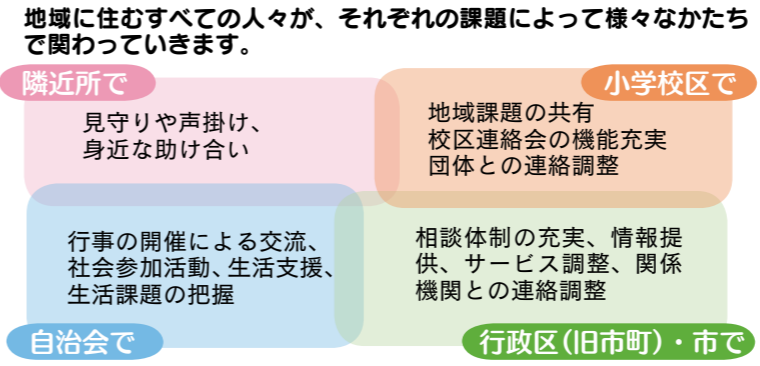 地域に住むすべての人々が、それぞれの課題によって様々なかたち
で関わっていきます。
隣近所で
見守りや声掛け、
身近な助け合い
小学校区で
地域課題の共有
校区連絡会の機能充実
団体との連絡調整
行事の開催による交流、
社会参加活動、生活支援、
生活課題の把握
自治会で
相談体制の充実、情報提
供、サービス調整、関係
機関との連絡調整
行政区(旧市町)・市で